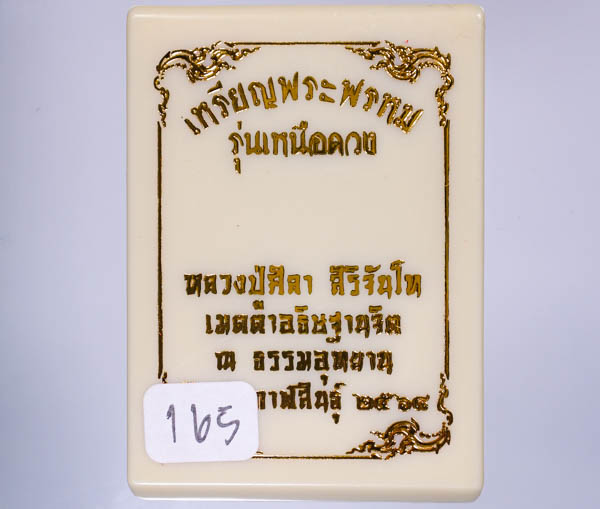 เหรียญพระพรหม
รุ่นเหนือดวง
หลวงปู่ศิลา สิริจันโท
เมตตาอธิษฐานจิต
ณ ธรรมอุทยาน
กาฬสินธุ์ ๒๕๖๔
165